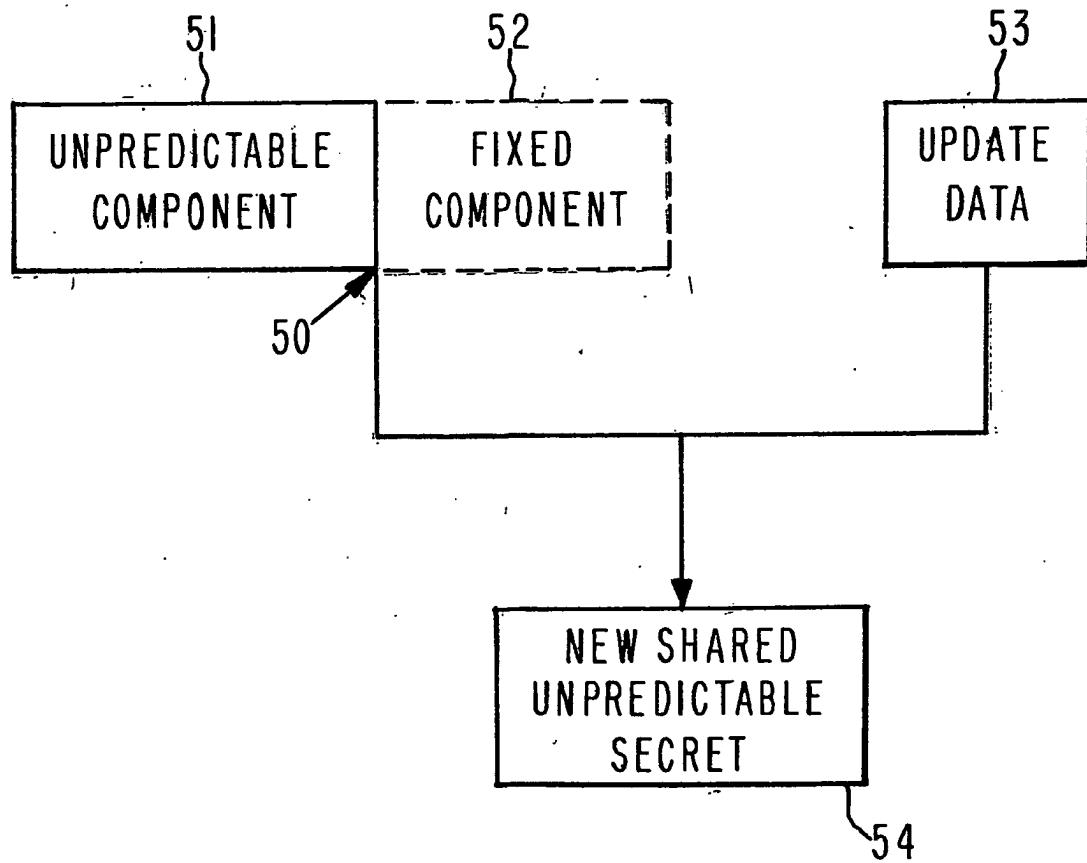 51
52
53
UNPREDICTABLE
COMPONENT
FIXED
COMPONENT
UPDATE
DATA
50
NEW SHARED
UNPREDICTABLE
SECRET
54